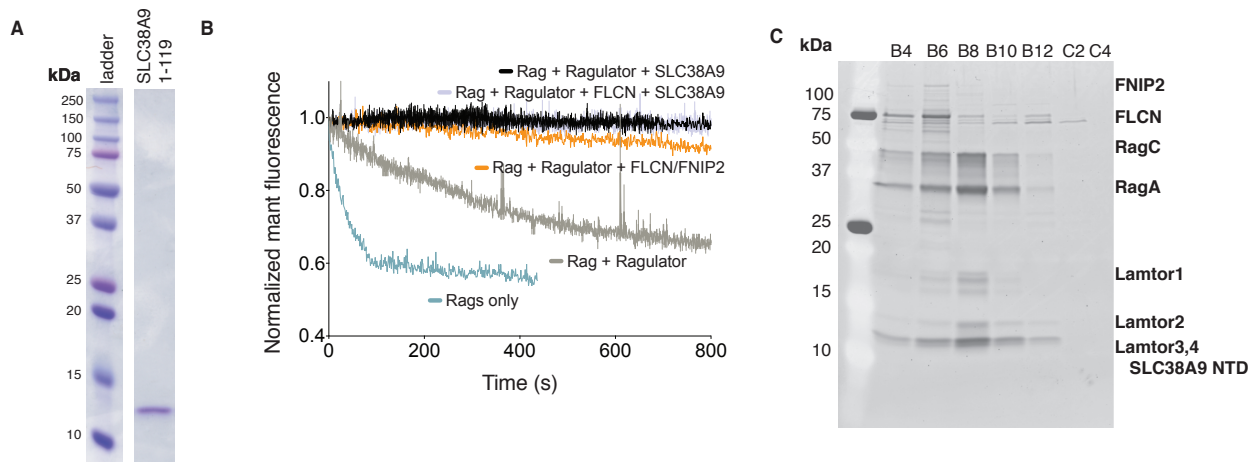 A
kDa
ladder
SLC38A9
1-119
250
150
100
75
50
37
25
20
15
10
B
Normalized mant fluorescence
1.0
0.8
0.6
0.4
0
200
400
600
800
Time (s)
Rag + Ragulator + SLC38A9
Rag + Ragulator + FLCN + SLC38A9
Rag + Ragulator + FLCN/FNIP2
Rag + Ragulator
Rags only
C
kDa
B4 B6 B8 B10 B12 C2 C4
100
75
50
37
25
20
15
10
FNIP2
FLCN
RagC
RagA
Lamtor1
Lamtor2
Lamtor3,4
SLC38A9 NTD